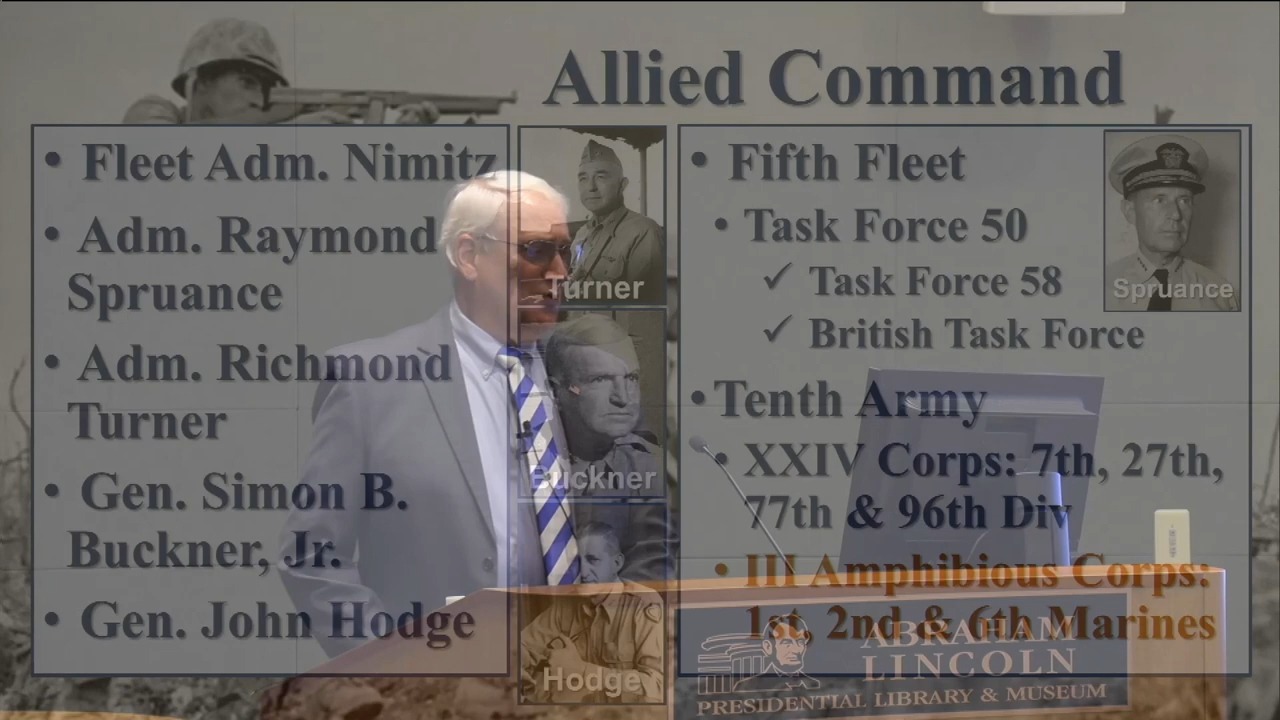 Allied Command
• Fleet Adm. Nimitz
• Adm. Raymond
Spruance
• Adm. Richmond
Turner
• Gen. Simon B.
Buckner, Jr.
• Gen. John Hodge
Turner
Buckner
Hodge
• Fifth Fleet
• Task Force 50
✓ Task Force 58
✓ British Task Force
Spruance
• Tenth Army
• XXIV Corps: 7th, 27th,
77th & 96th Div
• III Amphibious Corps:
1st, 2nd & 6th Marines
ABRAHAM
LINCOLN
PRESIDENTIAL LIBRARY & MUSEUM